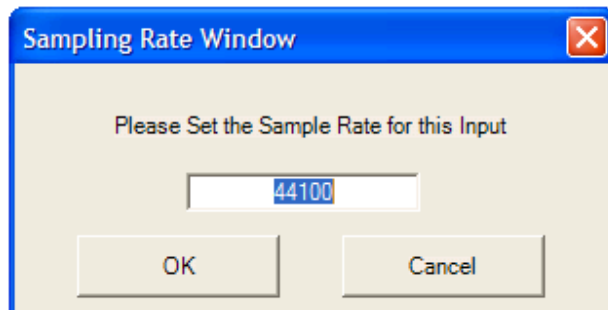 Sampling Rate Window
Please Set the Sample Rate for this Input
44100
OK Cancel